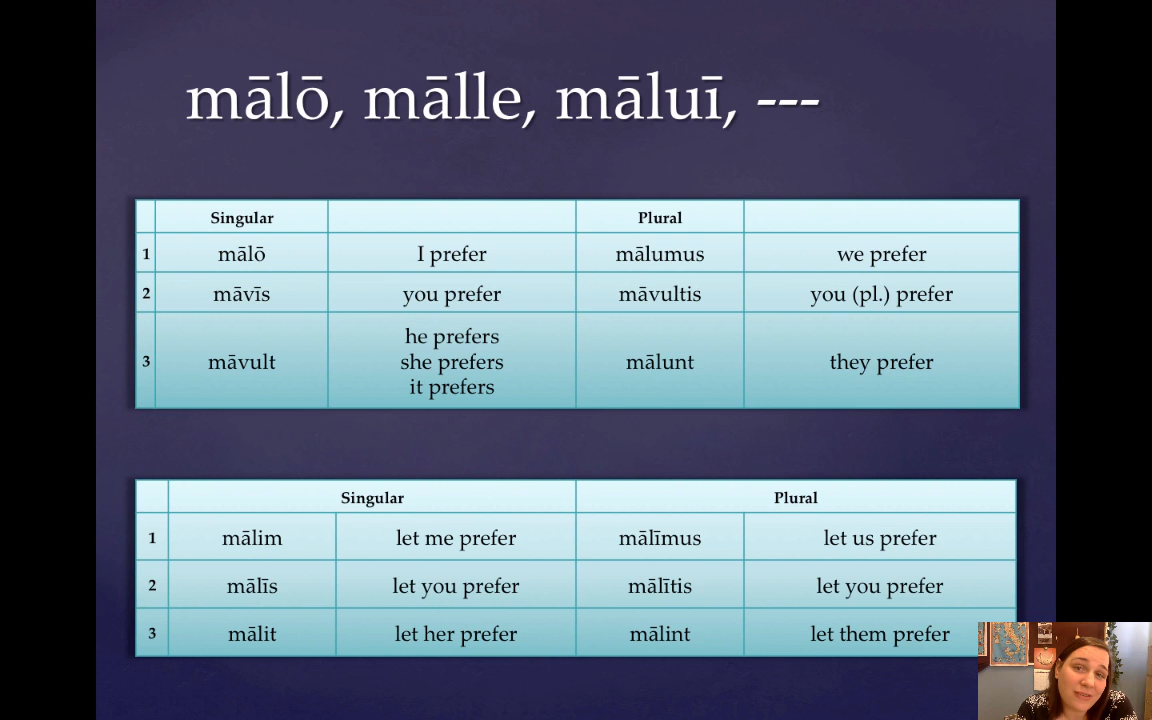 mālō, mālle, māluī, ---
Singular Plural
1 mālō I prefer mālumus we prefer
2 māvīs you prefer māvultis you (pl.) prefer
he prefers
3 māvult she prefers mālunt they prefer
it prefers
Singular Plural
1 mālim let me prefer mālīmus let us prefer
2 mālīs let you prefer mālītis let you prefer
3 mālit let her prefer mālint let them prefer